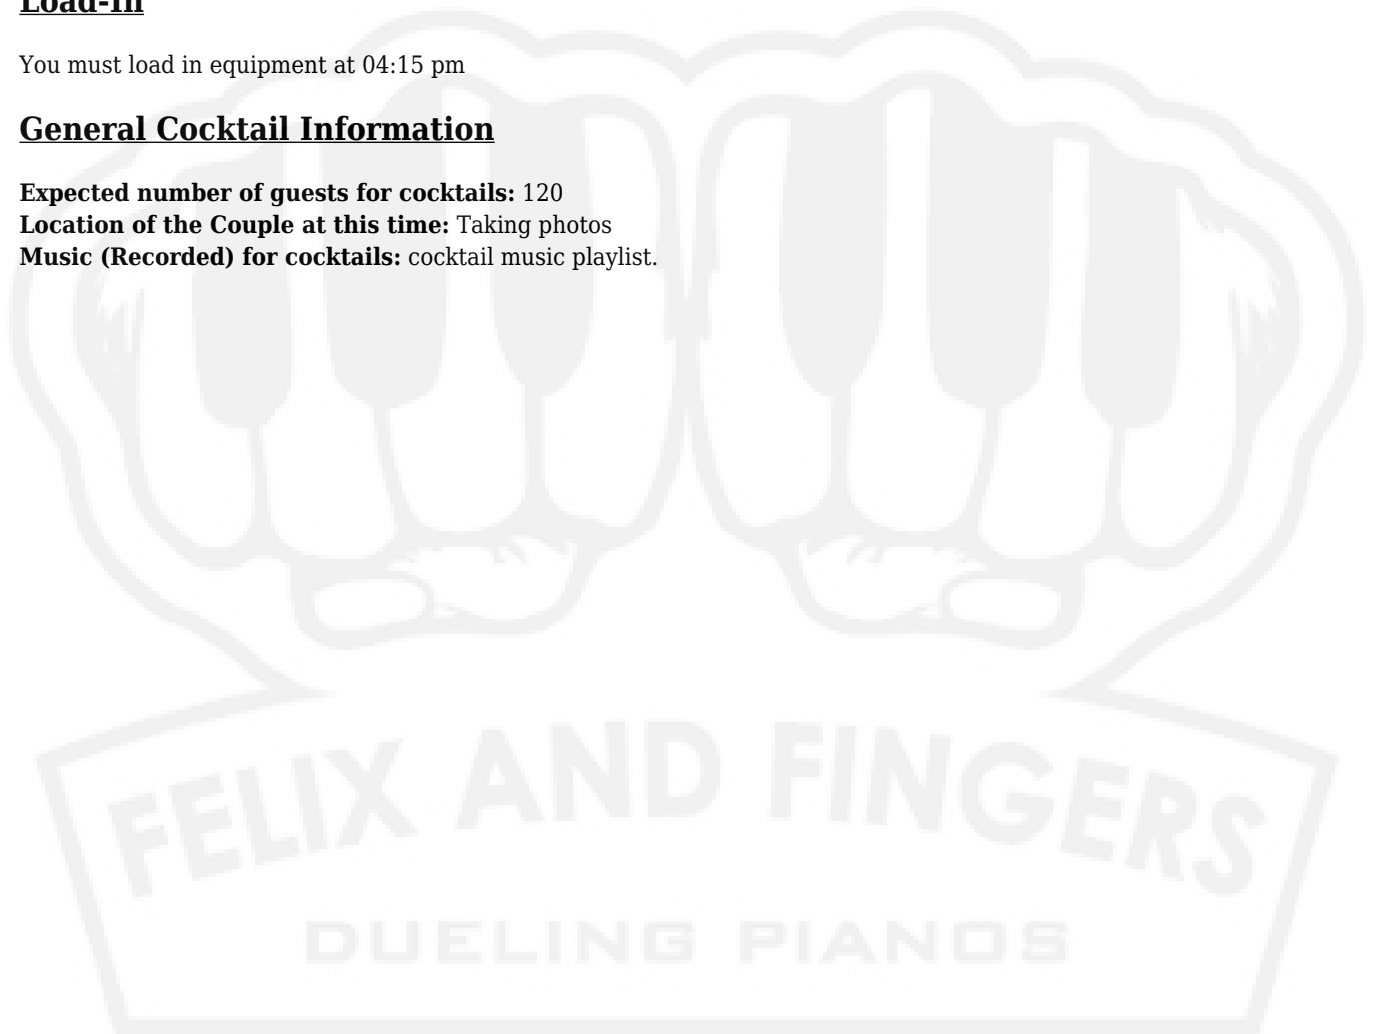 Load-In
You must load in equipment at 04:15 pm
General Cocktail Information
Expected number of guests for cocktails: 120
Location of the Couple at this time: Taking photos
Music (Recorded) for cocktails: cocktail music playlist.
FELIX AND FINGERS
DUELING PIANOS